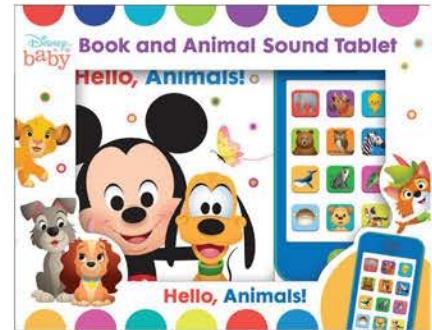 Disney
baby
Book and Animal Sound Tablet
Hello, Animals!
Hello, Animals!